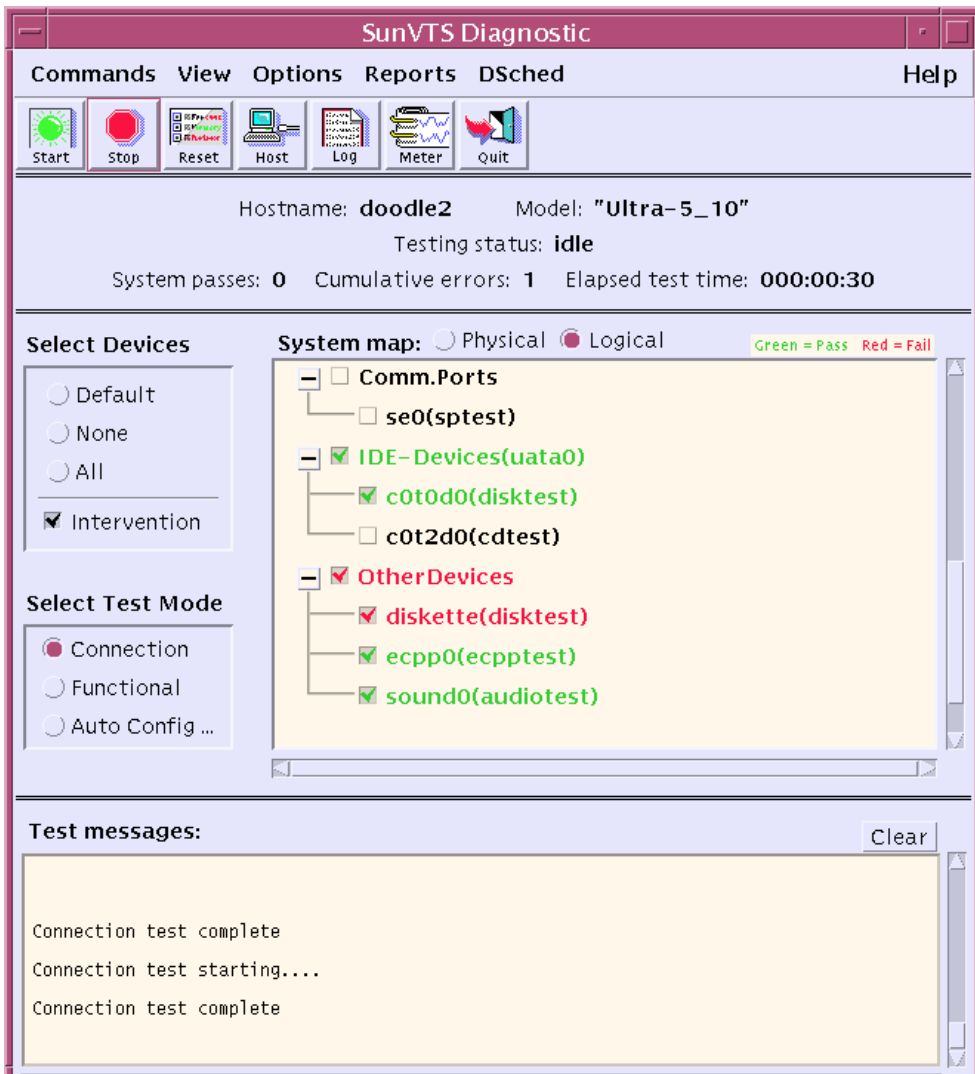 SunVTS Diagnostic
Commands View Options Reports DSched Help
Start Stop Reset Host Log Meter Quit
Hostname: doodle2 Model: "Ultra-5_10"
Testing status: idle
System passes: 0 Cumulative errors: 1 Elapsed test time: 000:00:30
Select Devices
Default
None
All
Intervention
Select Test Mode
Connection
Functional
Auto Config ...
System map: Physical Logical Green = Pass Red = Fail
Comm.Ports
se0(sptest)
IDE-Devices(uata0)
c0t0d0(disktest)
c0t2d0(cdtest)
OtherDevices
diskette(disktest)
ecpp0(ecpptest)
sound0(audiotest)
Test messages: Clear
Connection test complete
Connection test starting....
Connection test complete